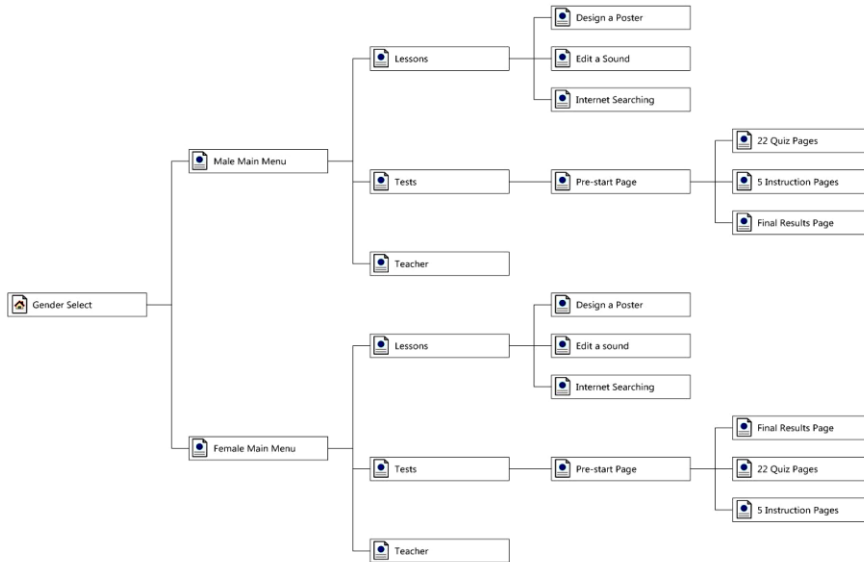 Design a Poster
Lessons
Edit a Sound
Internet Searching
Male Main Menu
22 Quiz Pages
Tests
Pre-start Page
5 Instruction Pages
Final Results Page
Teacher
Gender Select
Design a Poster
Lessons
Edit a sound
Internet Searching
Female Main Menu
Final Results Page
Tests
Pre-start Page
22 Quiz Pages
5 Instruction Pages
Teacher